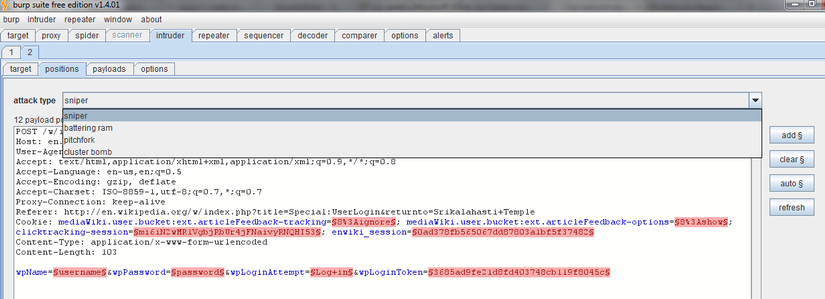 burp suite free edition v1.4.01
burp intruder repeater window about
target proxy spider scanner intruder repeater sequencer decoder comparer options alerts
1 2
target positions payloads options
attack type sniper
sniper
battering ram
pitchfork
cluster bomb
12 payload po
add §
clear §
auto §
refresh
POST /w/i
Host: en.
User-Agen
Accept: text/html,application/xhtml+xml,application/xml;q=0.9,*/*;q=0.8
Accept-Language: en-us,en;q=0.5
Accept-Encoding: gzip, deflate
Accept-Charset: ISO-8859-1,utf-8;q=0.7,*;q=0.7
Proxy-Connection: keep-alive
Referer: http://en.wikipedia.org/w/index.php?title=Special:UserLogin&returnto=Srikalahasti+Temple
Cookie: mediaWiki.user.bucket:ext.articleFeedback-tracking=§8%3Aignore§; mediaWiki.user.bucket:ext.articleFeedback-options=§8%3Ashow§;
clicktracking-session= enwiki_session=
Content-Type: application/x-www-form-urlencoded
Content-Length: 103
wpName=§username§&wpPassword=§password§&wpLoginAttempt=§Log+in§&wpLoginToken=